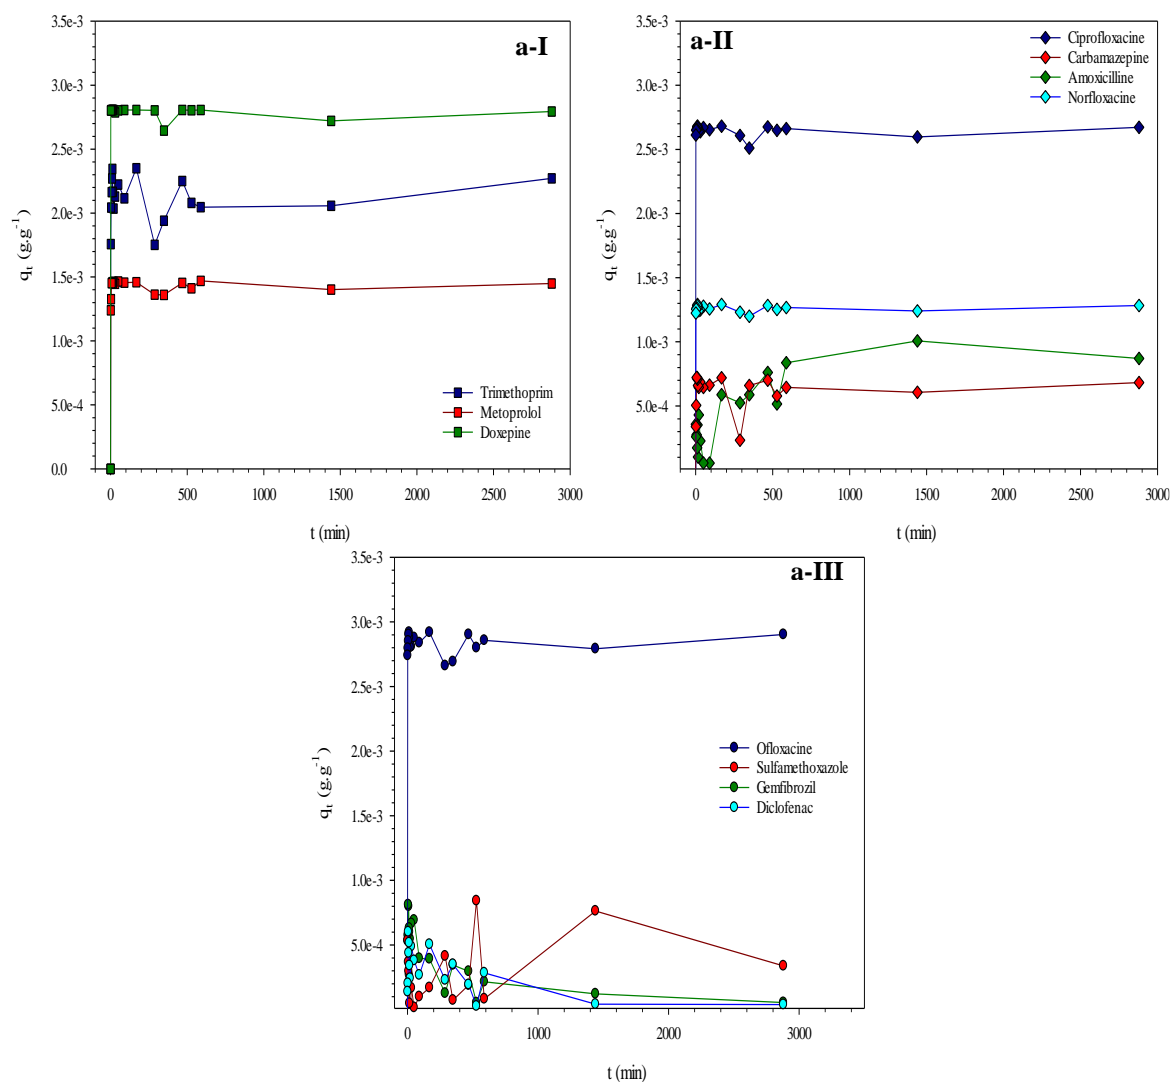 a-I
3.5e-3
3.0e-3
2.5e-3
2.0e-3
1.5e-3
1.0e-3
5.0e-4
0.0
q_t (g.g^-1)
Trimethoprim
Metoprolol
Doxepine
0 500 1000 1500 2000 2500 3000
t (min)
a-II
3.5e-3
3.0e-3
2.5e-3
2.0e-3
1.5e-3
1.0e-3
5.0e-4
q_t (g.g^-1)
Ciprofloxacine
Carbamazepine
Amoxicilline
Norfloxacine
0 500 1000 1500 2000 2500 3000
t (min)
a-III
3.5e-3
3.0e-3
2.5e-3
2.0e-3
1.5e-3
1.0e-3
5.0e-4
q_t (g.g^-1)
Ofloxacine
Sulfamethoxazole
Gemfibrozil
Diclofenac
0 1000 2000 3000
t (min)